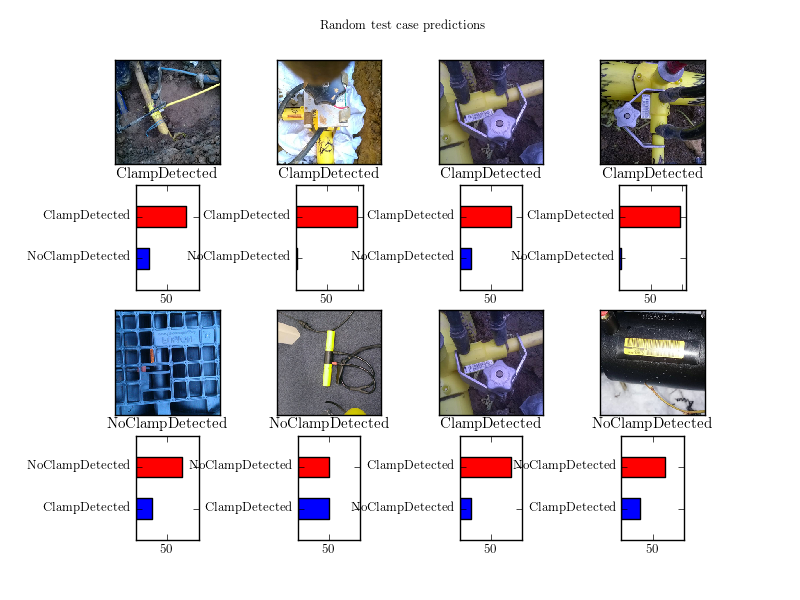 Random test case predictions
ClampDetected ClampDetected ClampDetected ClampDetected
ClampDetected ClampDetected ClampDetected ClampDetected
NoClampDetected NoClampDetected NoClampDetected NoClampDetected
50 50 50 50
NoClampDetected NoClampDetected ClampDetected NoClampDetected
NoClampDetected NoClampDetected ClampDetected NoClampDetected
ClampDetected ClampDetected NoClampDetected ClampDetected
50 50 50 50